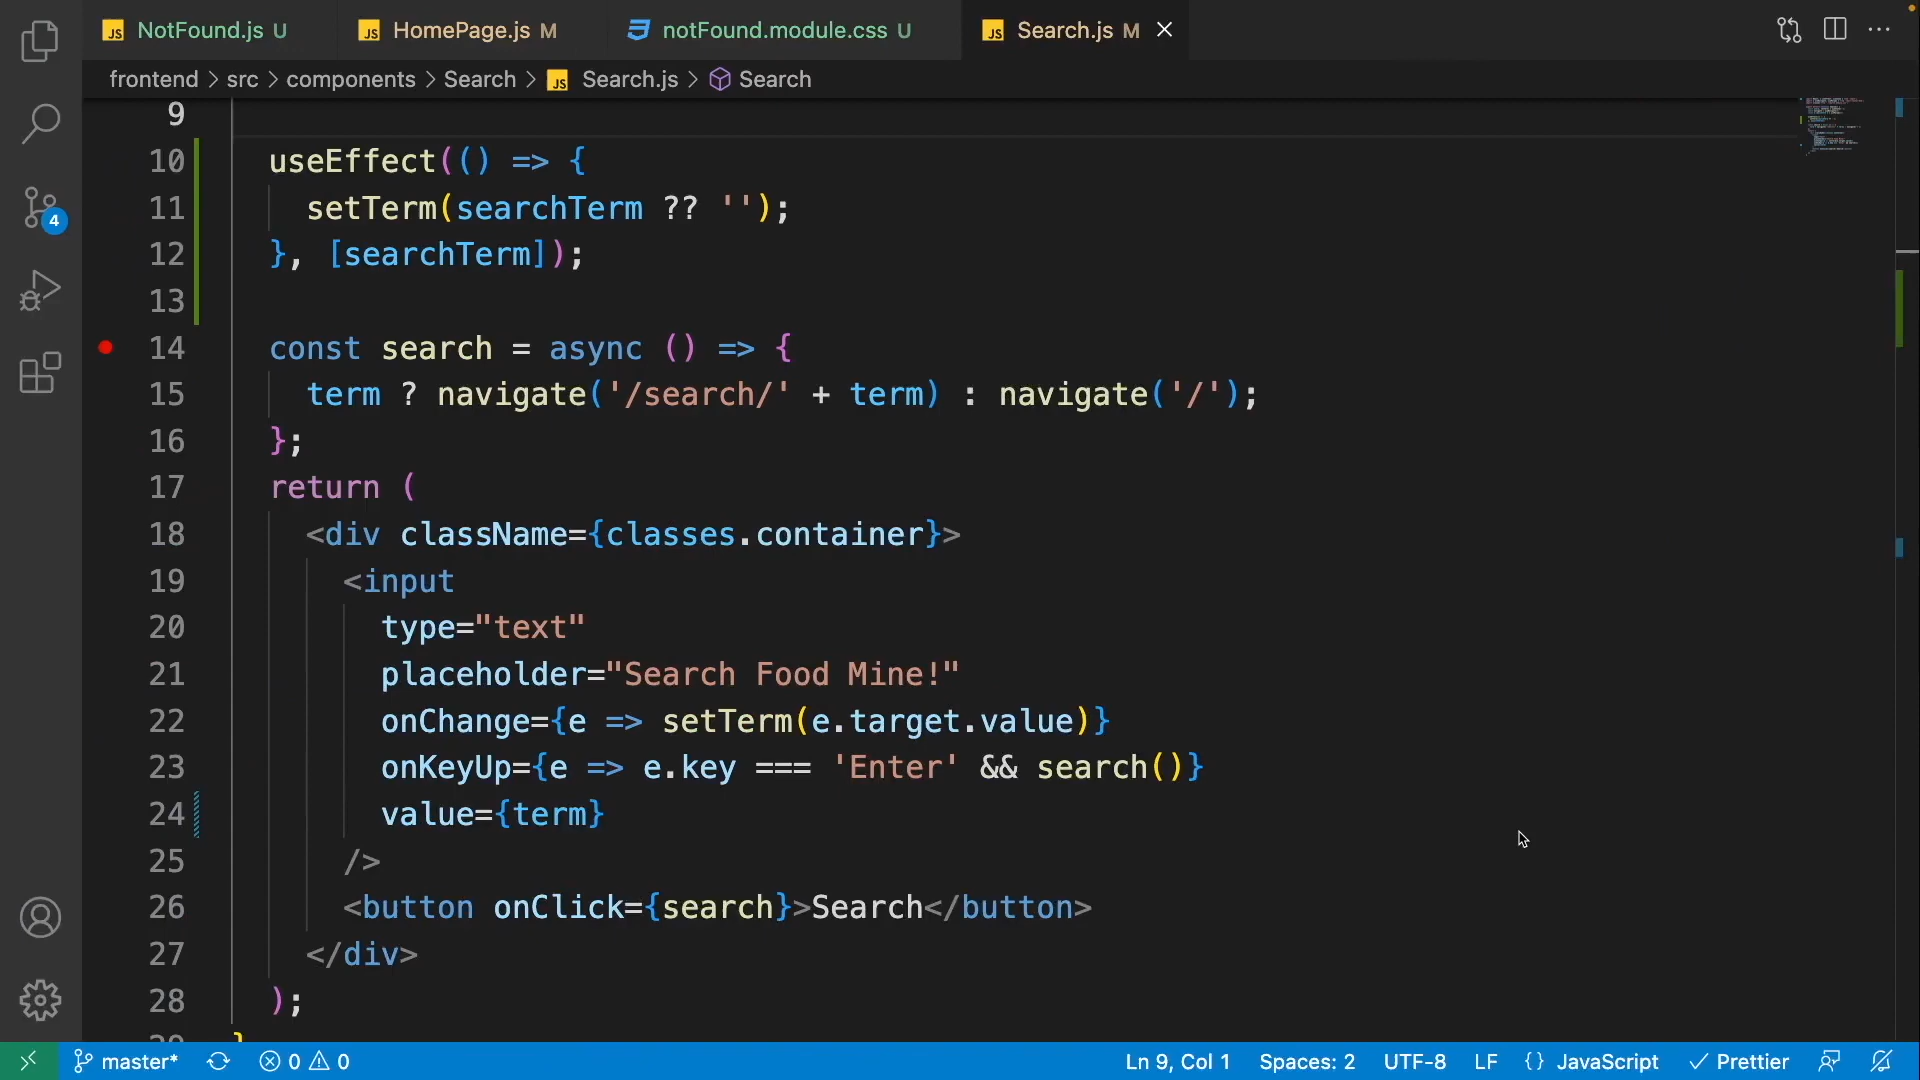 NotFound.js U
HomePage.js M
notFound.module.css U
Search.js M
frontend > src > components > Search > JS Search.js > Search
9
10 useEffect(() => {
11 setTerm(searchTerm ?? '');
12 }, [searchTerm]);
13
14 const search = async () => {
15 term ? navigate('/search/' + term) : navigate('/');
16 };
17 return (
18 <div className={classes.container}>
19 <input
20 type="text"
21 placeholder="Search Food Mine!"
22 onChange={e => setTerm(e.target.value)}
23 onKeyUp={e => e.key === 'Enter' && search()}
24 value={term}
25 />
26 <button onClick={search}>Search</button>
27 </div>
28 );
4
master* 0 0 Ln 9, Col 1 Spaces: 2 UTF-8 LF {} JavaScript Prettier